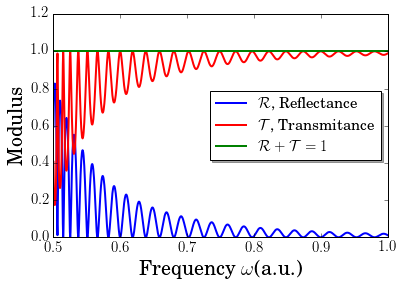 1.2
1.0
0.8
0.6
0.4
0.2
0.0
Modulus
ℛ, Reflectance
𝒯, Transmitance
ℛ + 𝒯 = 1
0.5 0.6 0.7 0.8 0.9 1.0
Frequency ω(a.u.)